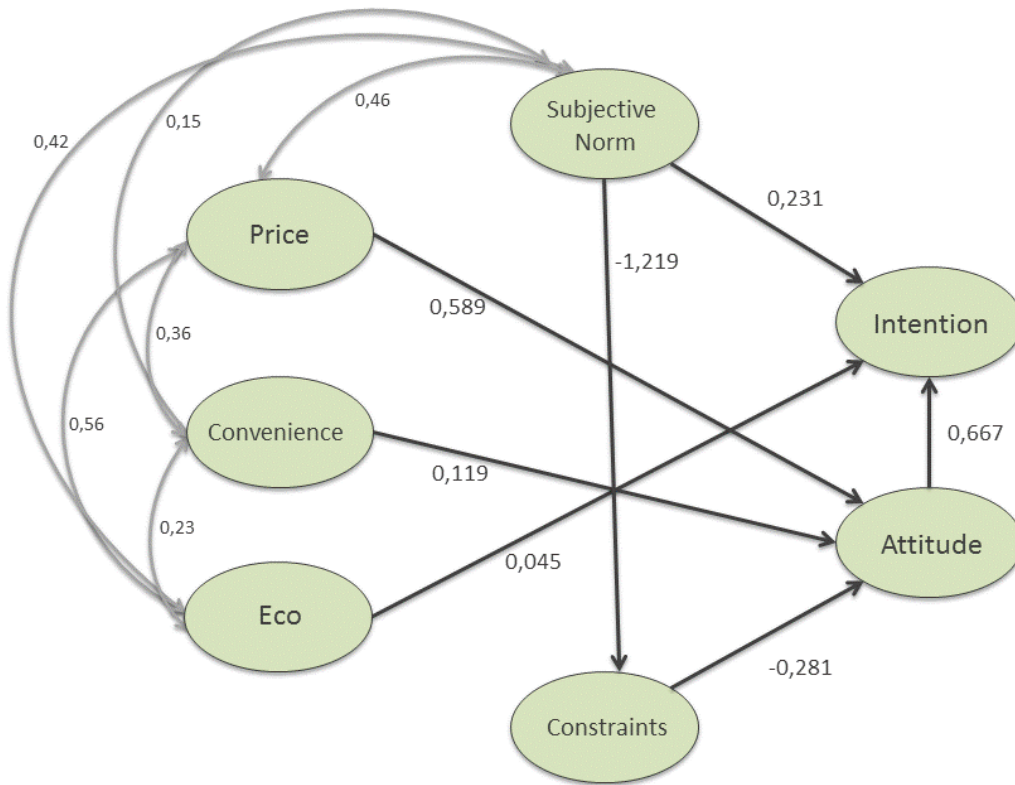 Subjective
Norm
0,46
0,15
0,42
0,231
Price
-1,219
0,589
Intention
0,36
0,56
Convenience
0,119
0,667
0,23
Attitude
0,045
Eco
-0,281
Constraints